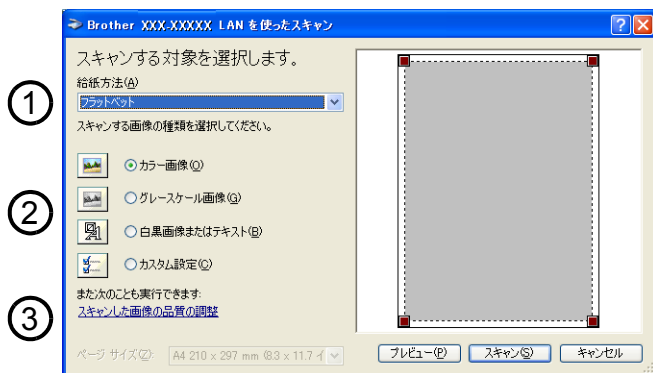 Brother XXX-XXXXX LAN を使ったスキャン
スキャンする対象を選択します。
給紙方法(A)
①
フラットベット
スキャンする画像の種類を選択してください。
カラー画像(O)
②
グレースケール画像(G)
白黒画像またはテキスト(B)
カスタム設定(C)
また次のことも実行できます:
③
スキャンした画像の品質の調整
ページ サイズ(Z): A4 210 x 297 mm (8.3 x 11.7 イ
プレビュー(P) スキャン(S) キャンセル